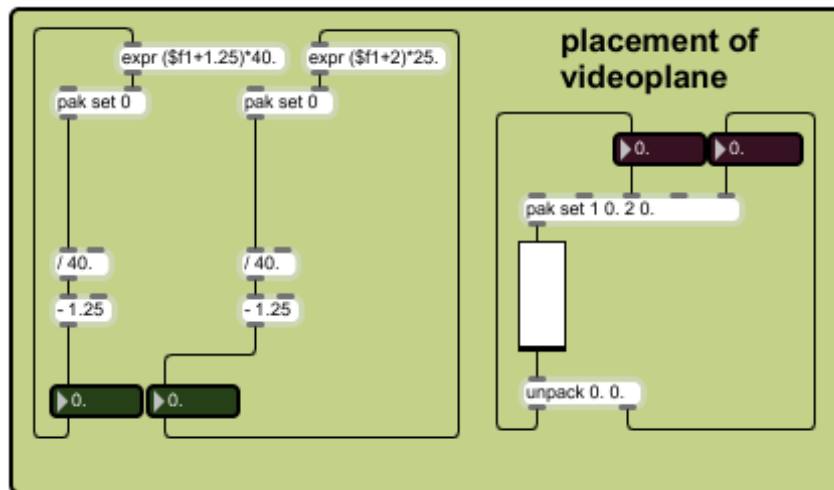 expr ($f1+1.25)*40.
expr ($f1+2)*25.
pak set 0
pak set 0
/ 40.
/ 40.
- 1.25
- 1.25
0.
0.
placement of
videoplane
0.
0.
pak set 1 0. 2 0.
unpack 0. 0.